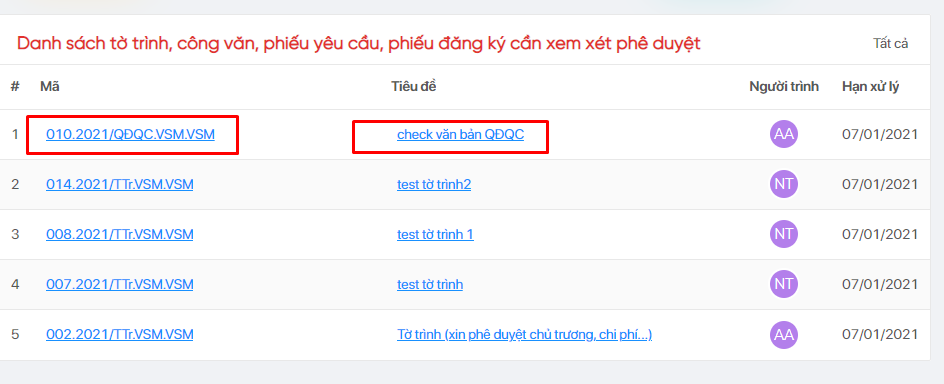 Danh sách tờ trình, công văn, phiếu yêu cầu, phiếu đăng ký cần xem xét phê duyệt Tất cả
# Mã Tiêu đề Người trình Hạn xử lý
1 010.2021/QĐQC.VSM.VSM check văn bản QĐQC AA 07/01/2021
2 014.2021/TTr.VSM.VSM test tờ trình2 NT 07/01/2021
3 008.2021/TTr.VSM.VSM test tờ trình 1 NT 07/01/2021
4 007.2021/TTr.VSM.VSM test tờ trình NT 07/01/2021
5 002.2021/TTr.VSM.VSM Tờ trình (xin phê duyệt chủ trương, chi phí...) AA 07/01/2021